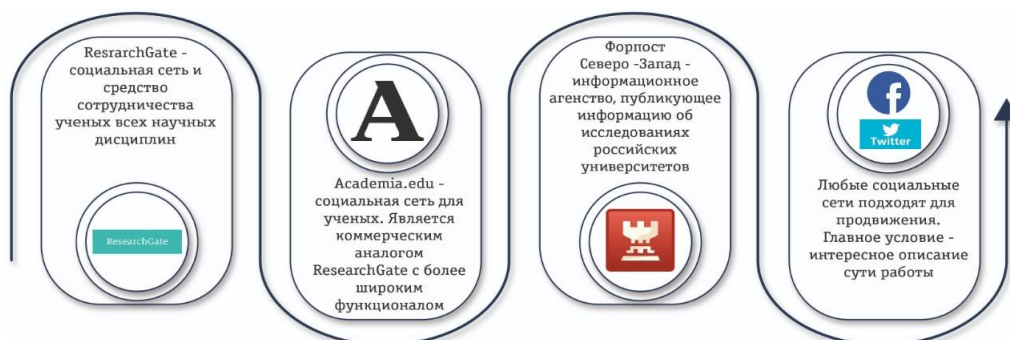 ResrarchGate -
социальная сеть и
средство
сотрудничества
ученых всех научных
дисциплин
ResearchGate
A
Academia.edu -
социальная сеть для
ученых. Является
коммерческим
аналогом
ResearchGate с более
широким
функционалом
Форпост
Северо -Запад -
информационное
агенство, публикующее
информацию об
исследованиях
российских
университетов
f
Twitter
Любые социальные
сети подходят для
продвижения.
Главное условие -
интересное описание
сути работы